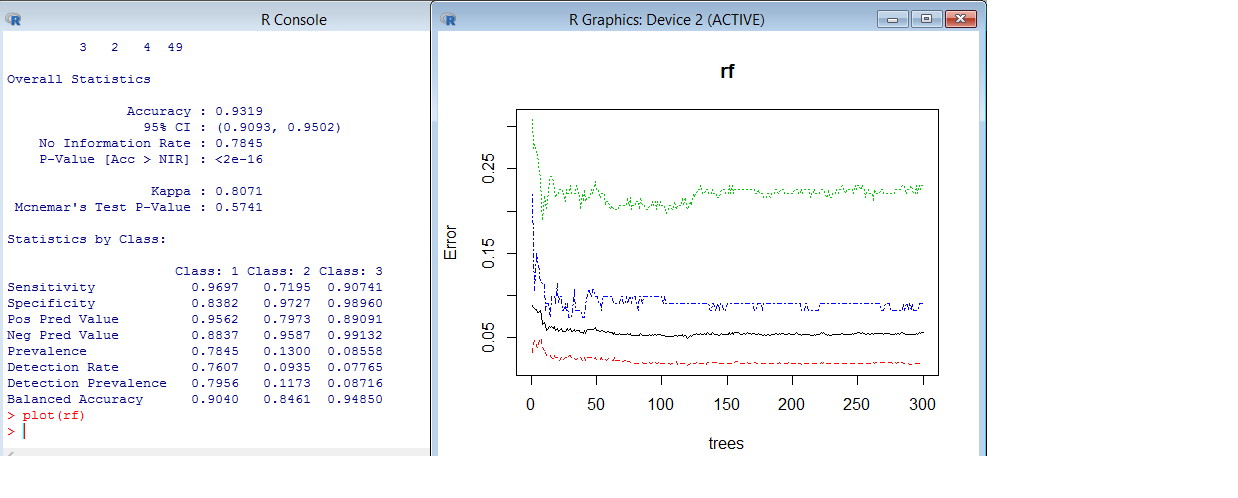 R Console
3 2 4 49
Overall Statistics
Accuracy : 0.9319
95% CI : (0.9093, 0.9502)
No Information Rate : 0.7845
P-Value [Acc > NIR] : <2e-16
Kappa : 0.8071
Mcnemar's Test P-Value : 0.5741
Statistics by Class:
Class: 1 Class: 2 Class: 3
Sensitivity 0.9697 0.7195 0.90741
Specificity 0.8382 0.9727 0.98960
Pos Pred Value 0.9562 0.7973 0.89091
Neg Pred Value 0.8837 0.9587 0.99132
Prevalence 0.7845 0.1300 0.08558
Detection Rate 0.7607 0.0935 0.07765
Detection Prevalence 0.7956 0.1173 0.08716
Balanced Accuracy 0.9040 0.8461 0.94850
> plot(rf)
>
R Graphics: Device 2 (ACTIVE)
rf
Error
0.25
0.15
0.05
0 50 100 150 200 250 300
trees